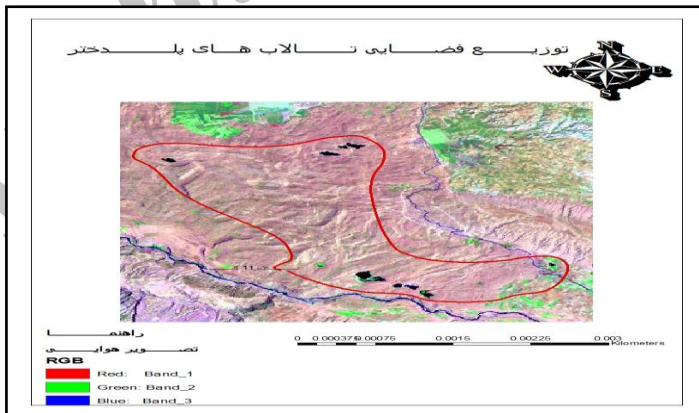 توزیع فضایی تالاب های پلدختر
N
W E
S
راهنما
تصویر هوایی
RGB
Red: Band_1
Green: Band_2
Blue: Band_3
0 0.000375 0.00075 0.0015 0.00225 0.003
Kilometers